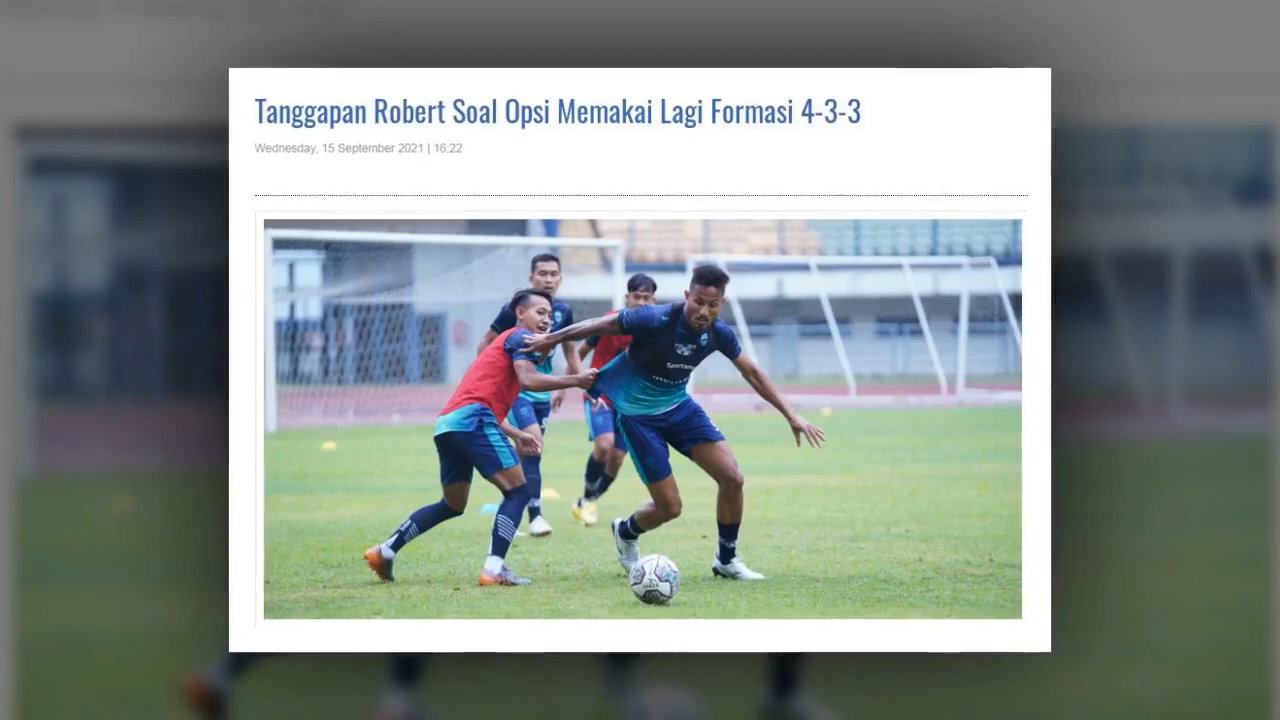 Tanggapan Robert Soal Opsi Memakai Lagi Formasi 4-3-3
Wednesday, 15 September 2021 | 16:22